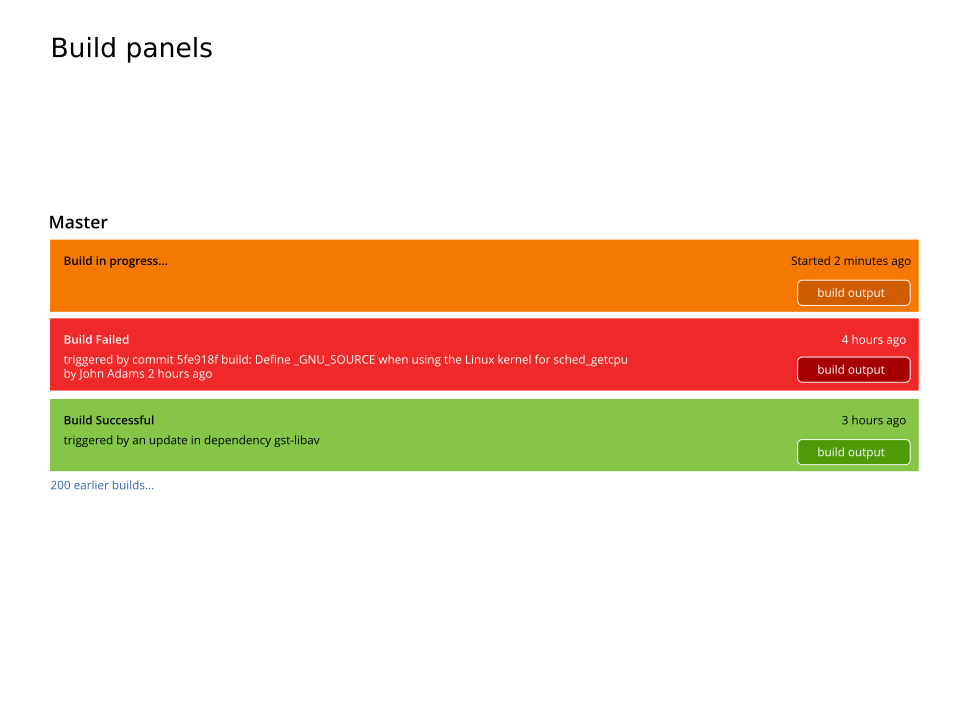 Build panels
Master
Build in progress...
Started 2 minutes ago
build output
Build Failed
4 hours ago
triggered by commit 5fe918f build: Define _GNU_SOURCE when using the Linux kernel for sched_getcpu
by John Adams 2 hours ago
build output
Build Successful
3 hours ago
triggered by an update in dependency gst-libav
build output
200 earlier builds...